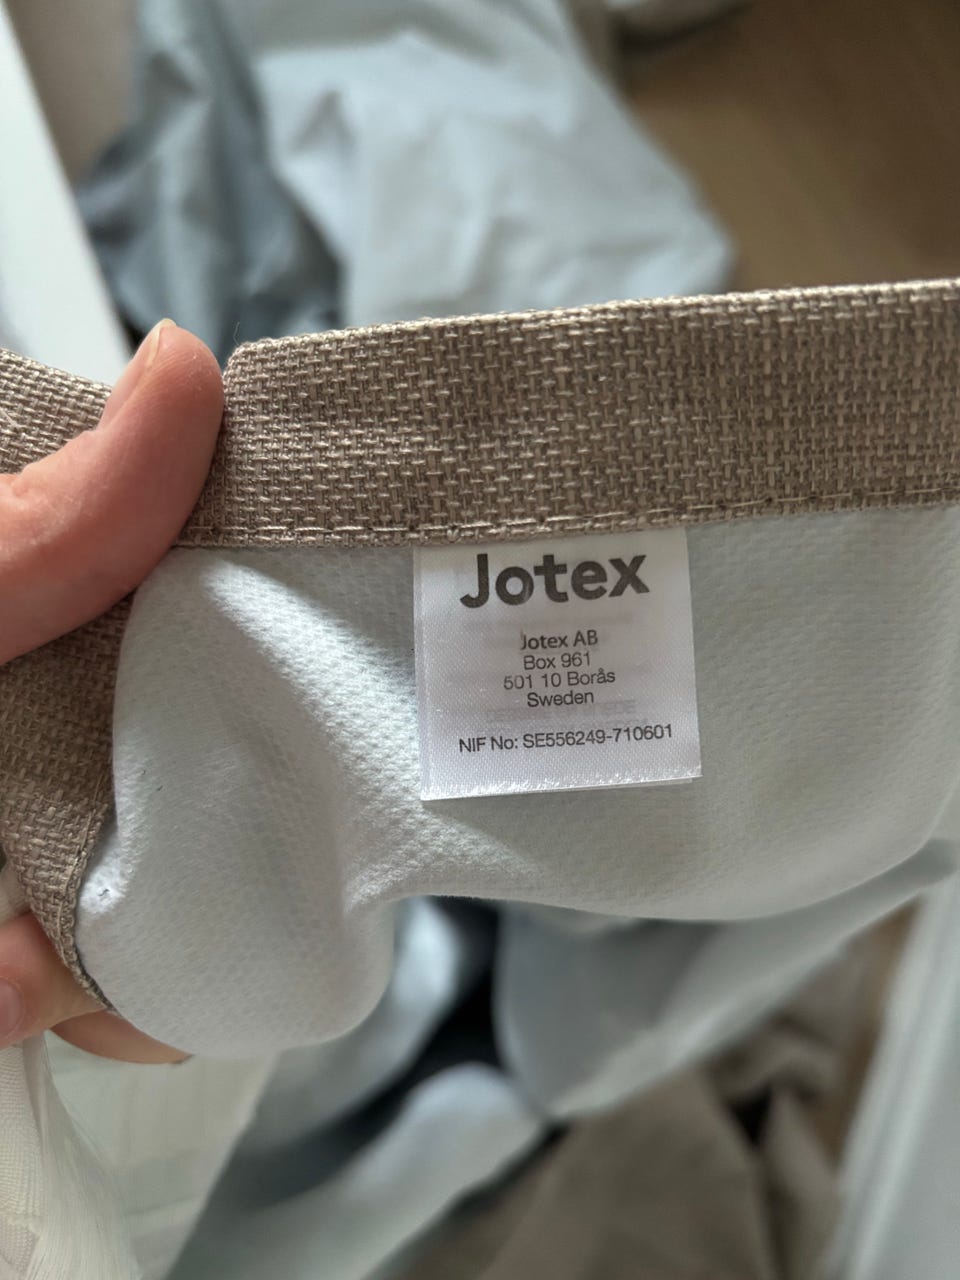 Jotex
Jotex AB
Box 961
501 10 Borås
Sweden
NIF No: SE556249-710601